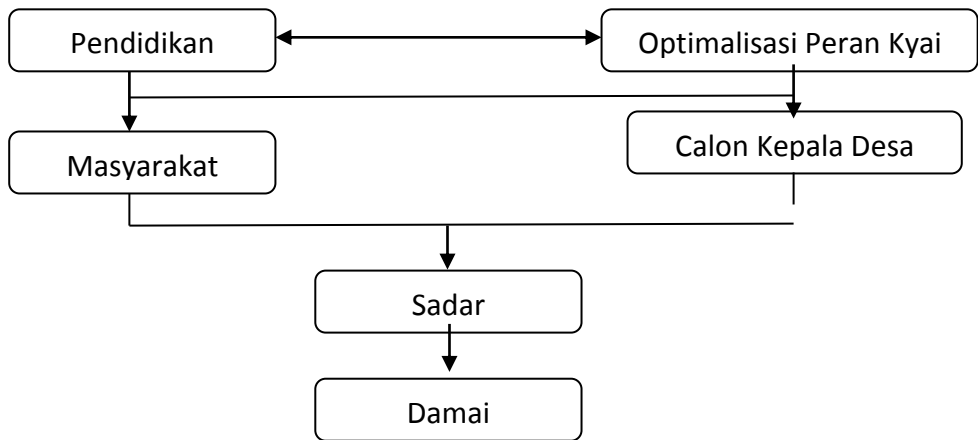 Pendidikan
Optimalisasi Peran Kyai
Masyarakat
Calon Kepala Desa
Sadar
Damai